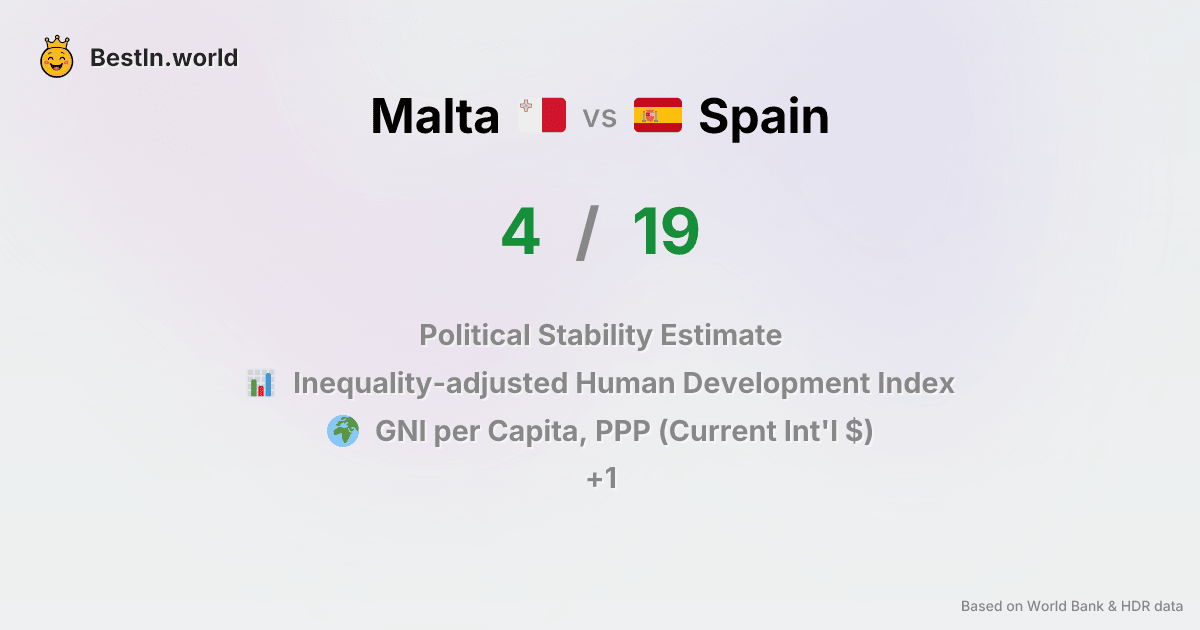 BestIn.world
Malta vs Spain
4 / 19
Political Stability Estimate
Inequality-adjusted Human Development Index
GNI per Capita, PPP (Current Int'l $)
+1
Based on World Bank & HDR data